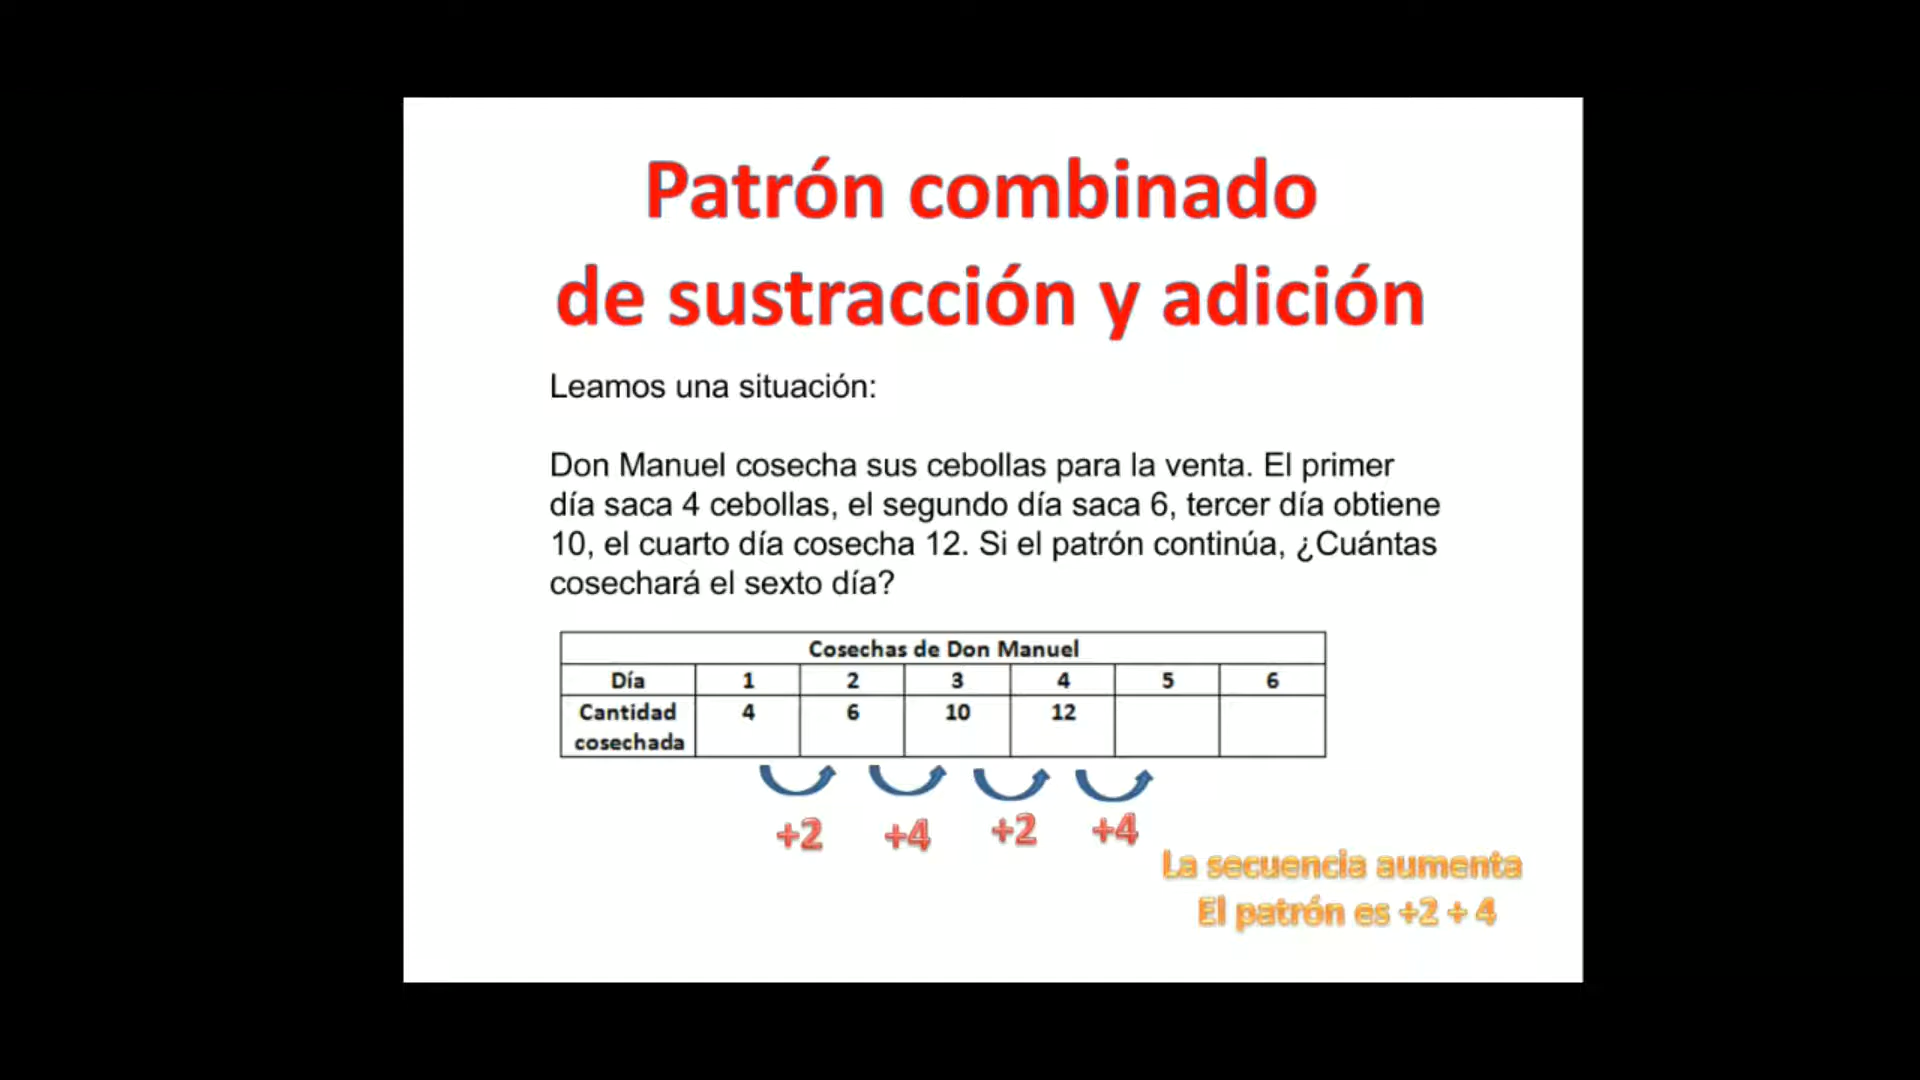 Patrón combinado
de sustracción y adición
Leamos una situación:
Don Manuel cosecha sus cebollas para la venta. El primer
día saca 4 cebollas, el segundo día saca 6, tercer día obtiene
10, el cuarto día cosecha 12. Si el patrón continúa, ¿Cuántas
cosechará el sexto día?
Cosechas de Don Manuel
Día 1 2 3 4 5 6
Cantidad 4 6 10 12
cosechada
+2 +4 +2 +4
La secuencia aumenta
El patrón es +2 + 4